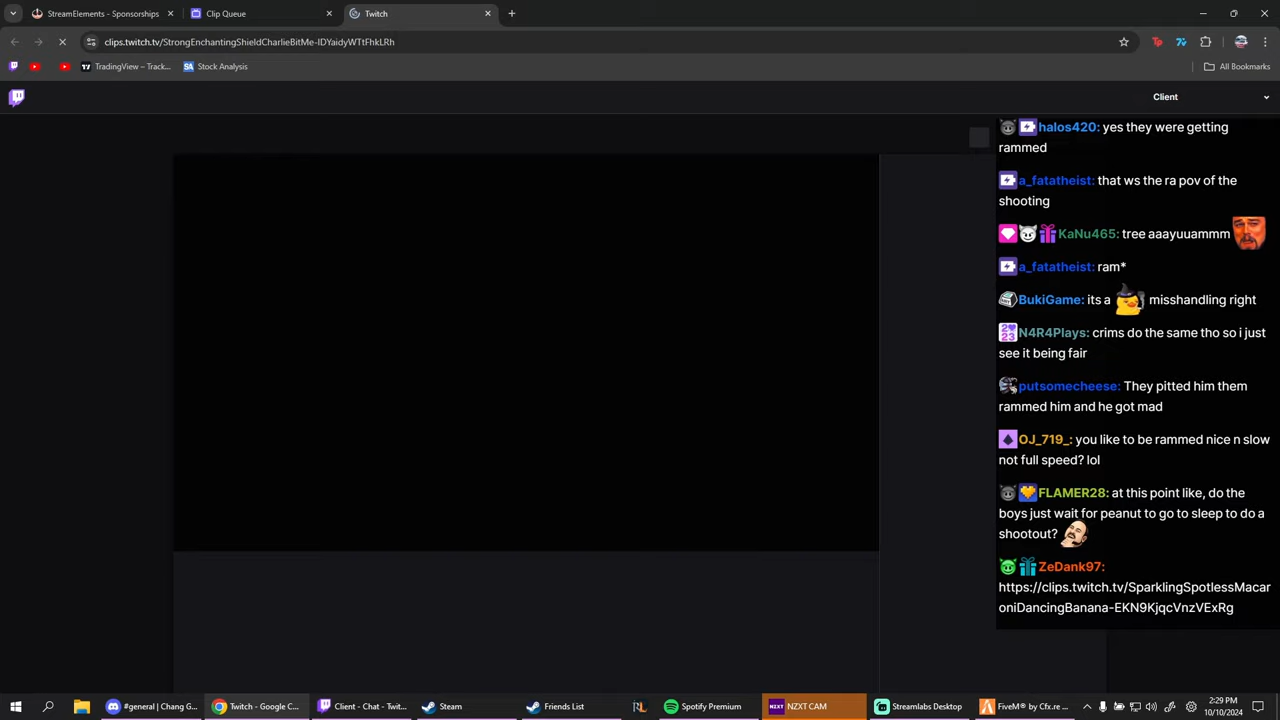 StreamElements - Sponsorships
Clip Queue
Twitch
clips.twitch.tv/StrongEnchantingShieldCharlieBitMe-IDYaidyWTtFhkLRh
TradingView – Track...
SA Stock Analysis
All Bookmarks
Client
halos420: yes they were getting
rammed
a_fatatheist: that ws the ra pov of the
shooting
KaNu465: tree aaayuuammm
a_fatatheist: ram*
BukiGame: its a misshandling right
N4R4Plays: crims do the same tho so i just
see it being fair
putsomecheese: They pitted him them
rammed him and he got mad
OJ_719_: you like to be rammed nice n slow
not full speed? lol
FLAMER28: at this point like, do the
boys just wait for peanut to go to sleep to do a
shootout?
ZeDank97:
https://clips.twitch.tv/SparklingSpotlessMacar
oniDancingBanana-EKN9KjqcVnzVExRg
#general | Chang G...
Twitch - Google C...
Client - Chat - Twit...
Steam
Friends List
RL
Spotify Premium
NZXT NZXT CAM
Streamlabs Desktop
FiveM® by Cfx.re ...
2:29 PM
10/10/2024